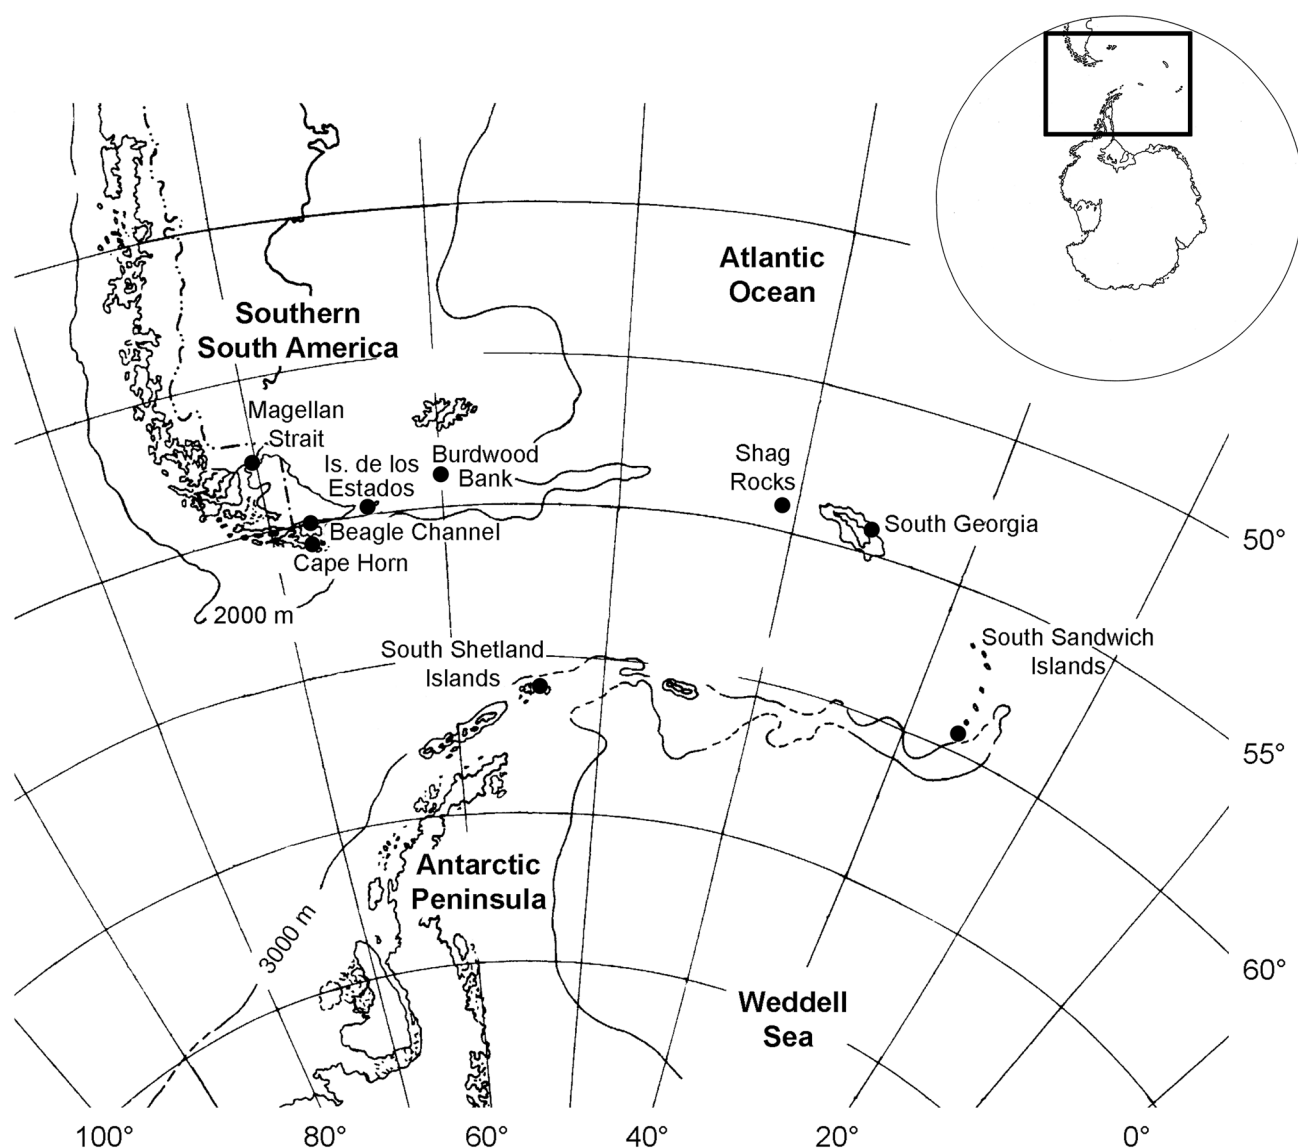 Atlantic
Ocean
Southern
South America
Magellan
Strait
Is. de los
Estados
Burdwood
Bank
Shag
Rocks
South Georgia
Beagle Channel
Cape Horn
50°
2000 m
South Shetland
Islands
South Sandwich
Islands
55°
Antarctic
Peninsula
3000 m
60°
Weddell
Sea
100°
80°
60°
40°
20°
0°